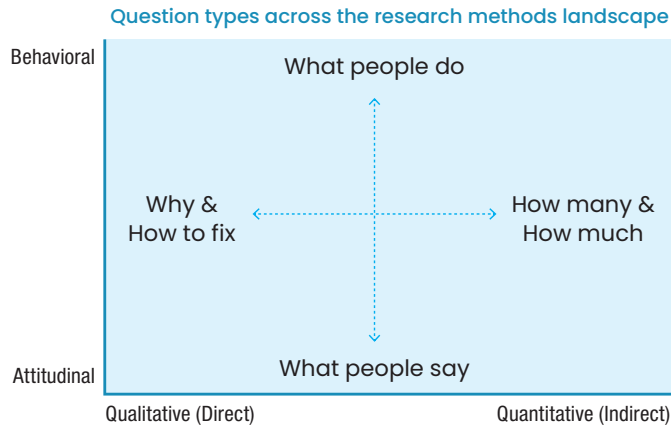 Question types across the research methods landscape
Behavioral
What people do
Why &
How to fix
How many &
How much
What people say
Attitudinal
Qualitative (Direct)
Quantitative (Indirect)